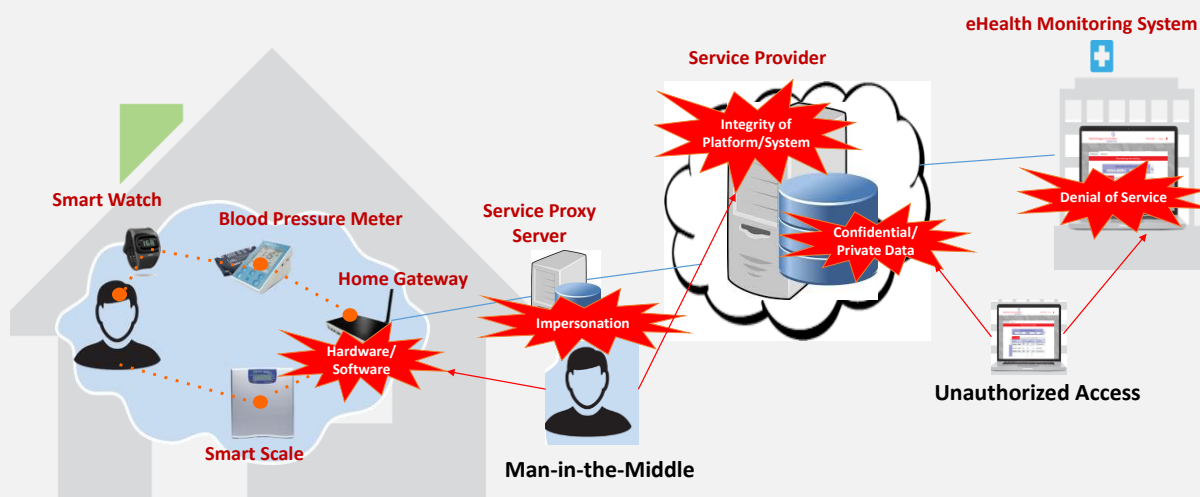 eHealth Monitoring System
Service Provider
Integrity of
Platform/System
Smart Watch
Blood Pressure Meter
Service Proxy
Server
Denial of Service
Confidential/
Private Data
Home Gateway
Impersonation
Hardware/
Software
Unauthorized Access
Smart Scale
Man-in-the-Middle